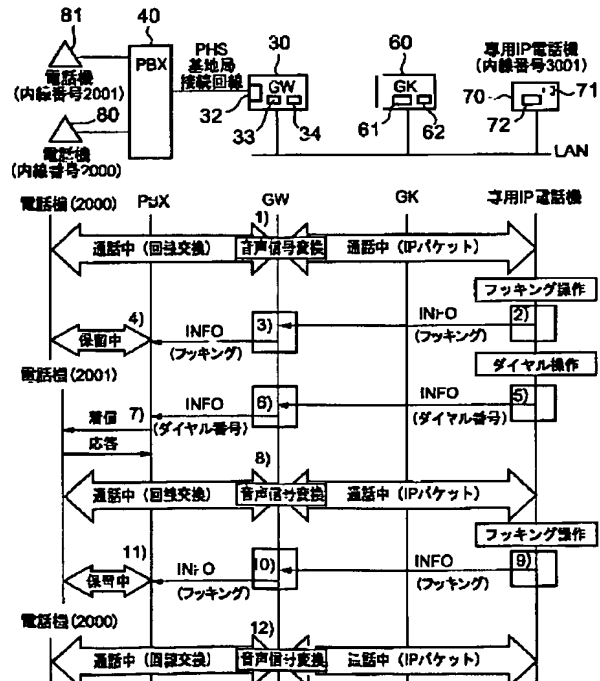 81
40
PBX
電話機
(内線番号2001)
80
電話機
(内線番号2000)
PHS
基地局
接続回線
30
GW
32
33
34
60
GK
61
62
専用IP電話機
(内線番号3001)
70
71
72
LAN
電話機(2000)
PBX
GW
GK
専用IP電話機
1)
通話中(回線交換)
音声信号変換
通話中(IPパケット)
フッキング操作
4)
保留中
INFO
(フッキング)
3)
INFO
(フッキング)
2)
ダイヤル操作
電話機(2001)
着信
7)
応答
INFO
(ダイヤル番号)
6)
INFO
(ダイヤル番号)
5)
8)
通話中(回線交換)
音声信号変換
通話中(IPパケット)
フッキング操作
11)
保留中
INFO
(フッキング)
10)
INFO
(フッキング)
9)
電話機(2000)
12)
通話中(回線交換)
音声信号変換
通話中(IPパケット)